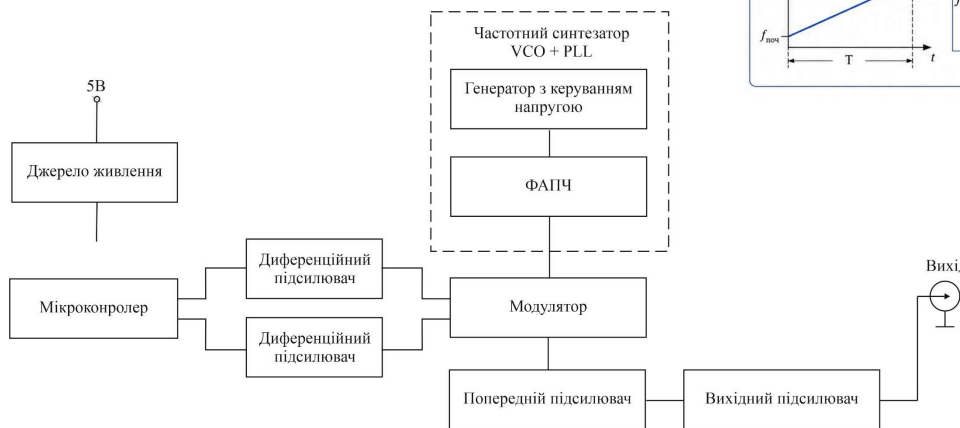 Частотний синтезатор
VCO + PLL
Генератор з керуванням
напругою
ФАПЧ
5В
Джерело живлення
Мікроконролер
Диференційний
підсилювач
Диференційний
підсилювач
Модулятор
Попередній підсилювач
Вихідний підсилювач
fпоч
T
t